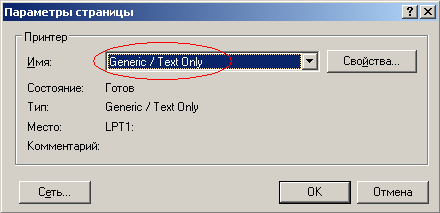 Параметры страницы
Принтер
Имя: Generic / Text Only Свойства...
Состояние: Готов
Тип: Generic / Text Only
Место: LPT1:
Комментарий:
Сеть... OK Отмена